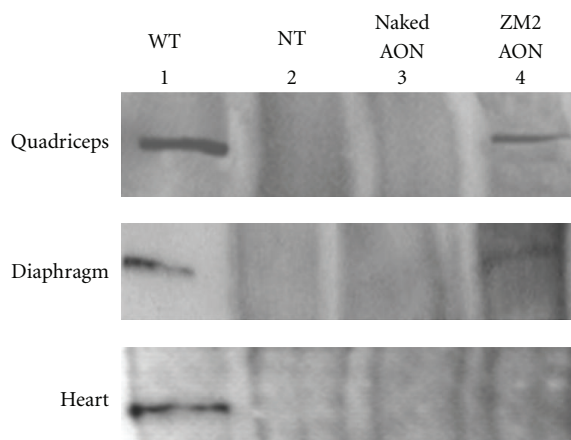 WT
NT
Naked
AON
ZM2
AON
1
2
3
4
Quadriceps
Diaphragm
Heart